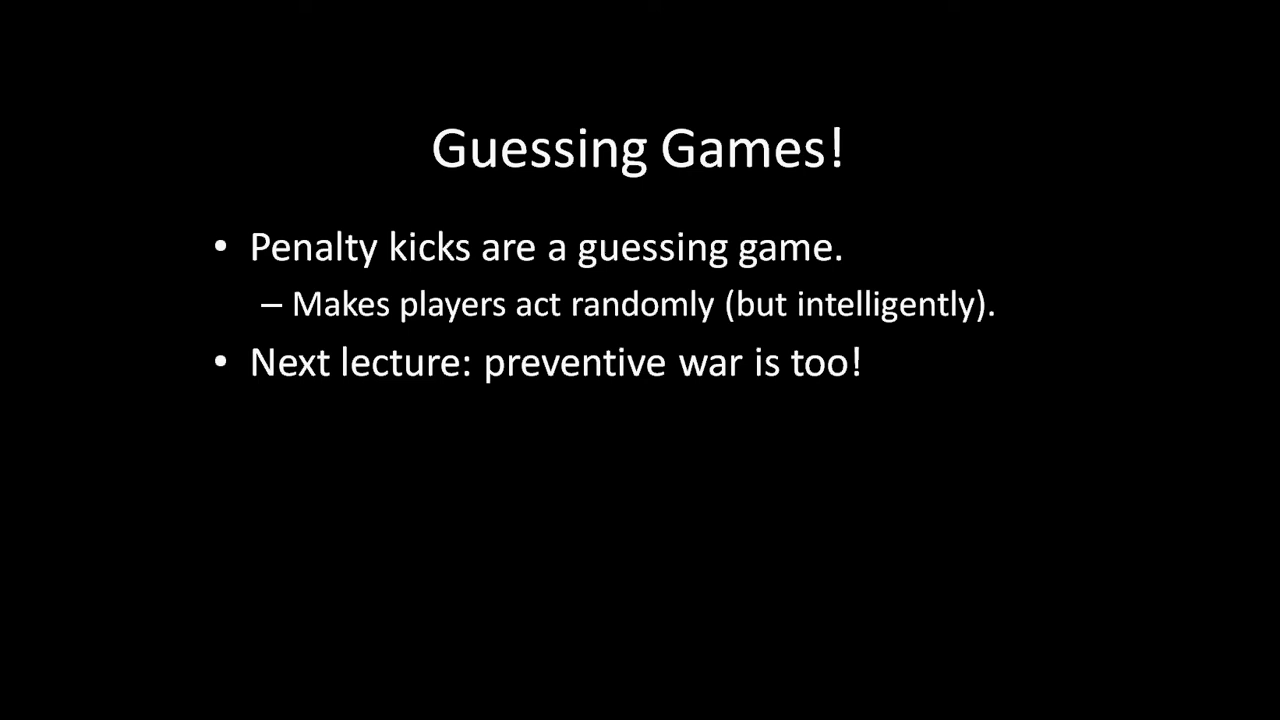 Guessing Games!
• Penalty kicks are a guessing game.
– Makes players act randomly (but intelligently).
• Next lecture: preventive war is too!